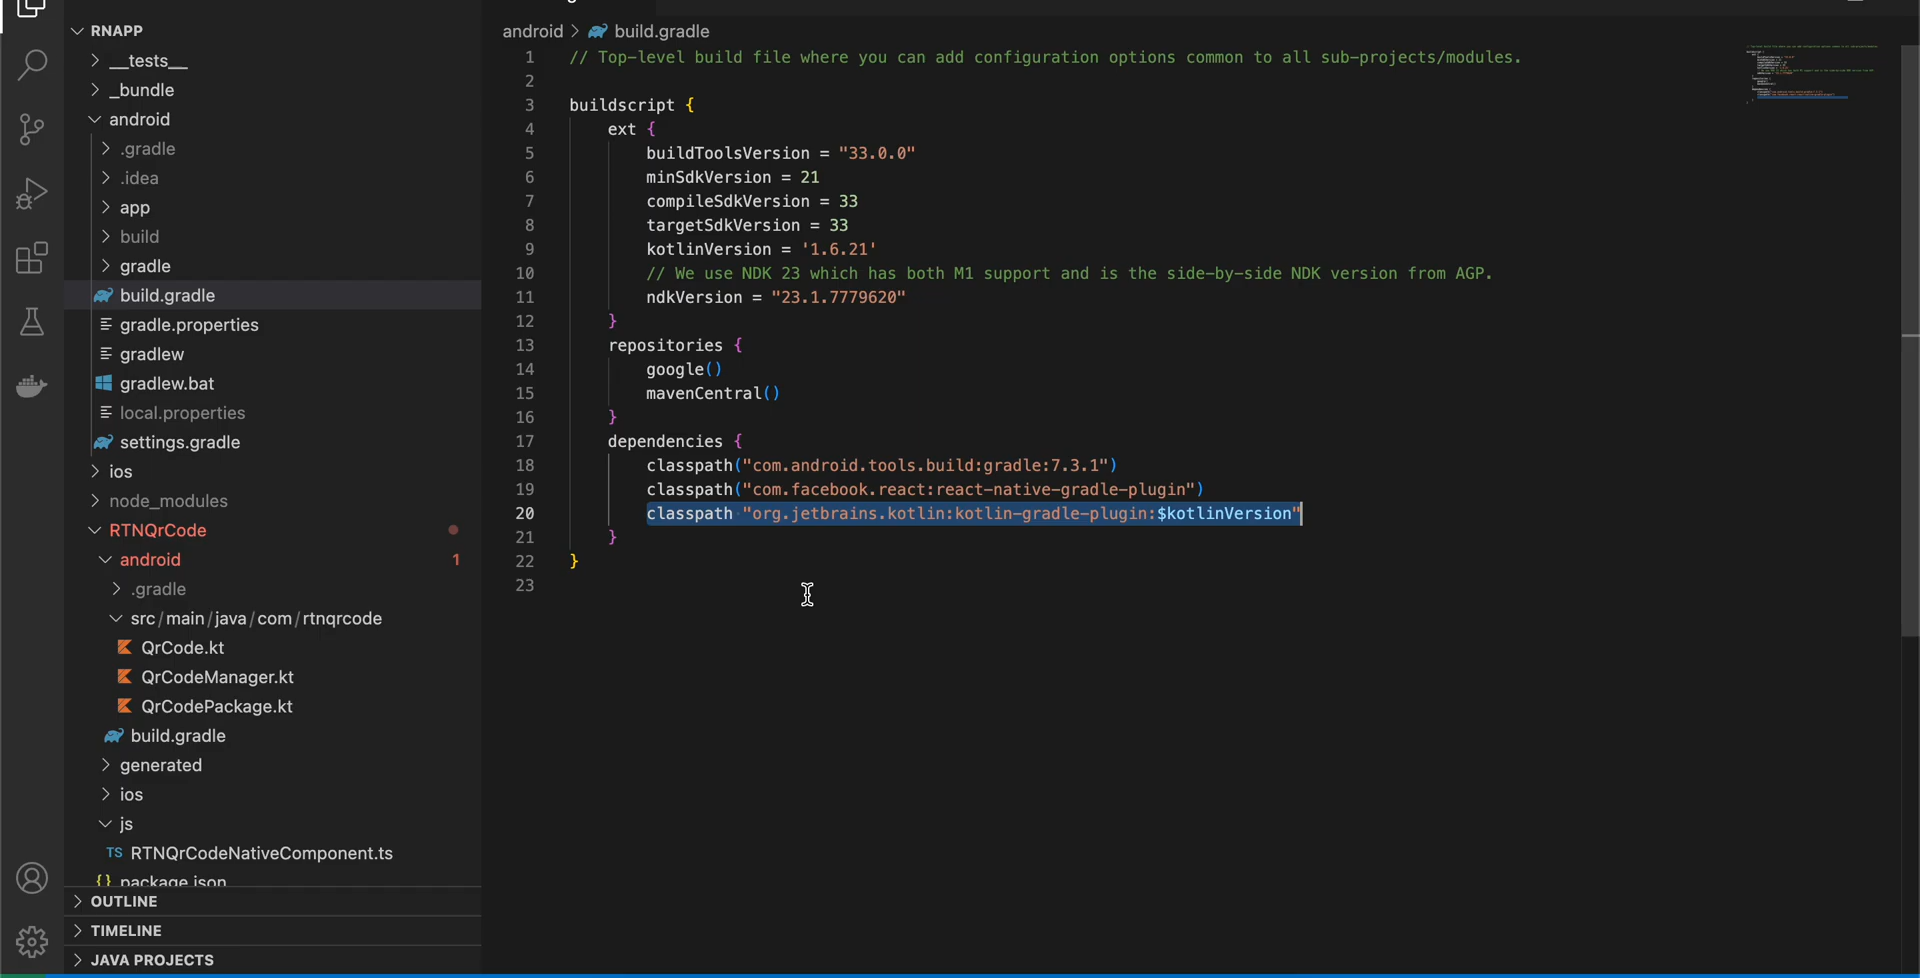 RNAPP
__tests__
_bundle
android
.gradle
.idea
app
build
gradle
build.gradle
gradle.properties
gradlew
gradlew.bat
local.properties
settings.gradle
ios
node_modules
RTNQrCode
android 1
.gradle
src/main/java/com/rtnqrcode
QrCode.kt
QrCodeManager.kt
QrCodePackage.kt
build.gradle
generated
ios
js
TS RTNQrCodeNativeComponent.ts
{} package.json
OUTLINE
TIMELINE
JAVA PROJECTS
android > build.gradle
1 // Top-level build file where you can add configuration options common to all sub-projects/modules.
2
3 buildscript {
4 ext {
5 buildToolsVersion = "33.0.0"
6 minSdkVersion = 21
7 compileSdkVersion = 33
8 targetSdkVersion = 33
9 kotlinVersion = '1.6.21'
10 // We use NDK 23 which has both M1 support and is the side-by-side NDK version from AGP.
11 ndkVersion = "23.1.7779620"
12 }
13 repositories {
14 google()
15 mavenCentral()
16 }
17 dependencies {
18 classpath("com.android.tools.build:gradle:7.3.1")
19 classpath("com.facebook.react:react-native-gradle-plugin")
20 classpath "org.jetbrains.kotlin:kotlin-gradle-plugin:$kotlinVersion"
21 }
22 }
23